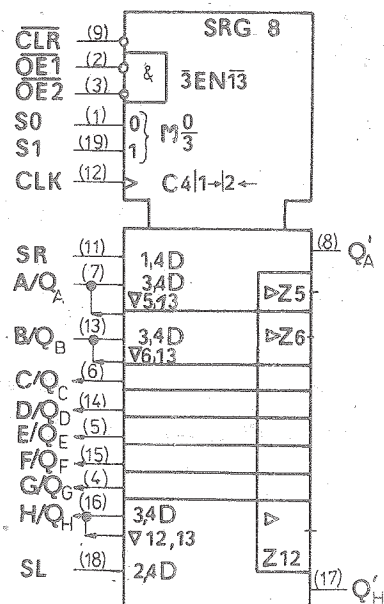 SRG 8
CLR (9)
OE1 (2) &
OE2 (3) 3EN13
S0 (1) 0 M 0/3
S1 (19) 1
CLK (12) C4|1→|2←
SR (11) 1,4D (8) Q'A
A/QA (7) 3,4D ▷Z5
▽5,13
B/QB (13) 3,4D ▷Z6
▽6,13
C/QC (6)
D/QD (14)
E/QE (5)
F/QF (15)
G/QG (4)
H/QH (16) 3,4D ▷
▽12,13 Z12
SL (18) 2,4D (17) Q'H